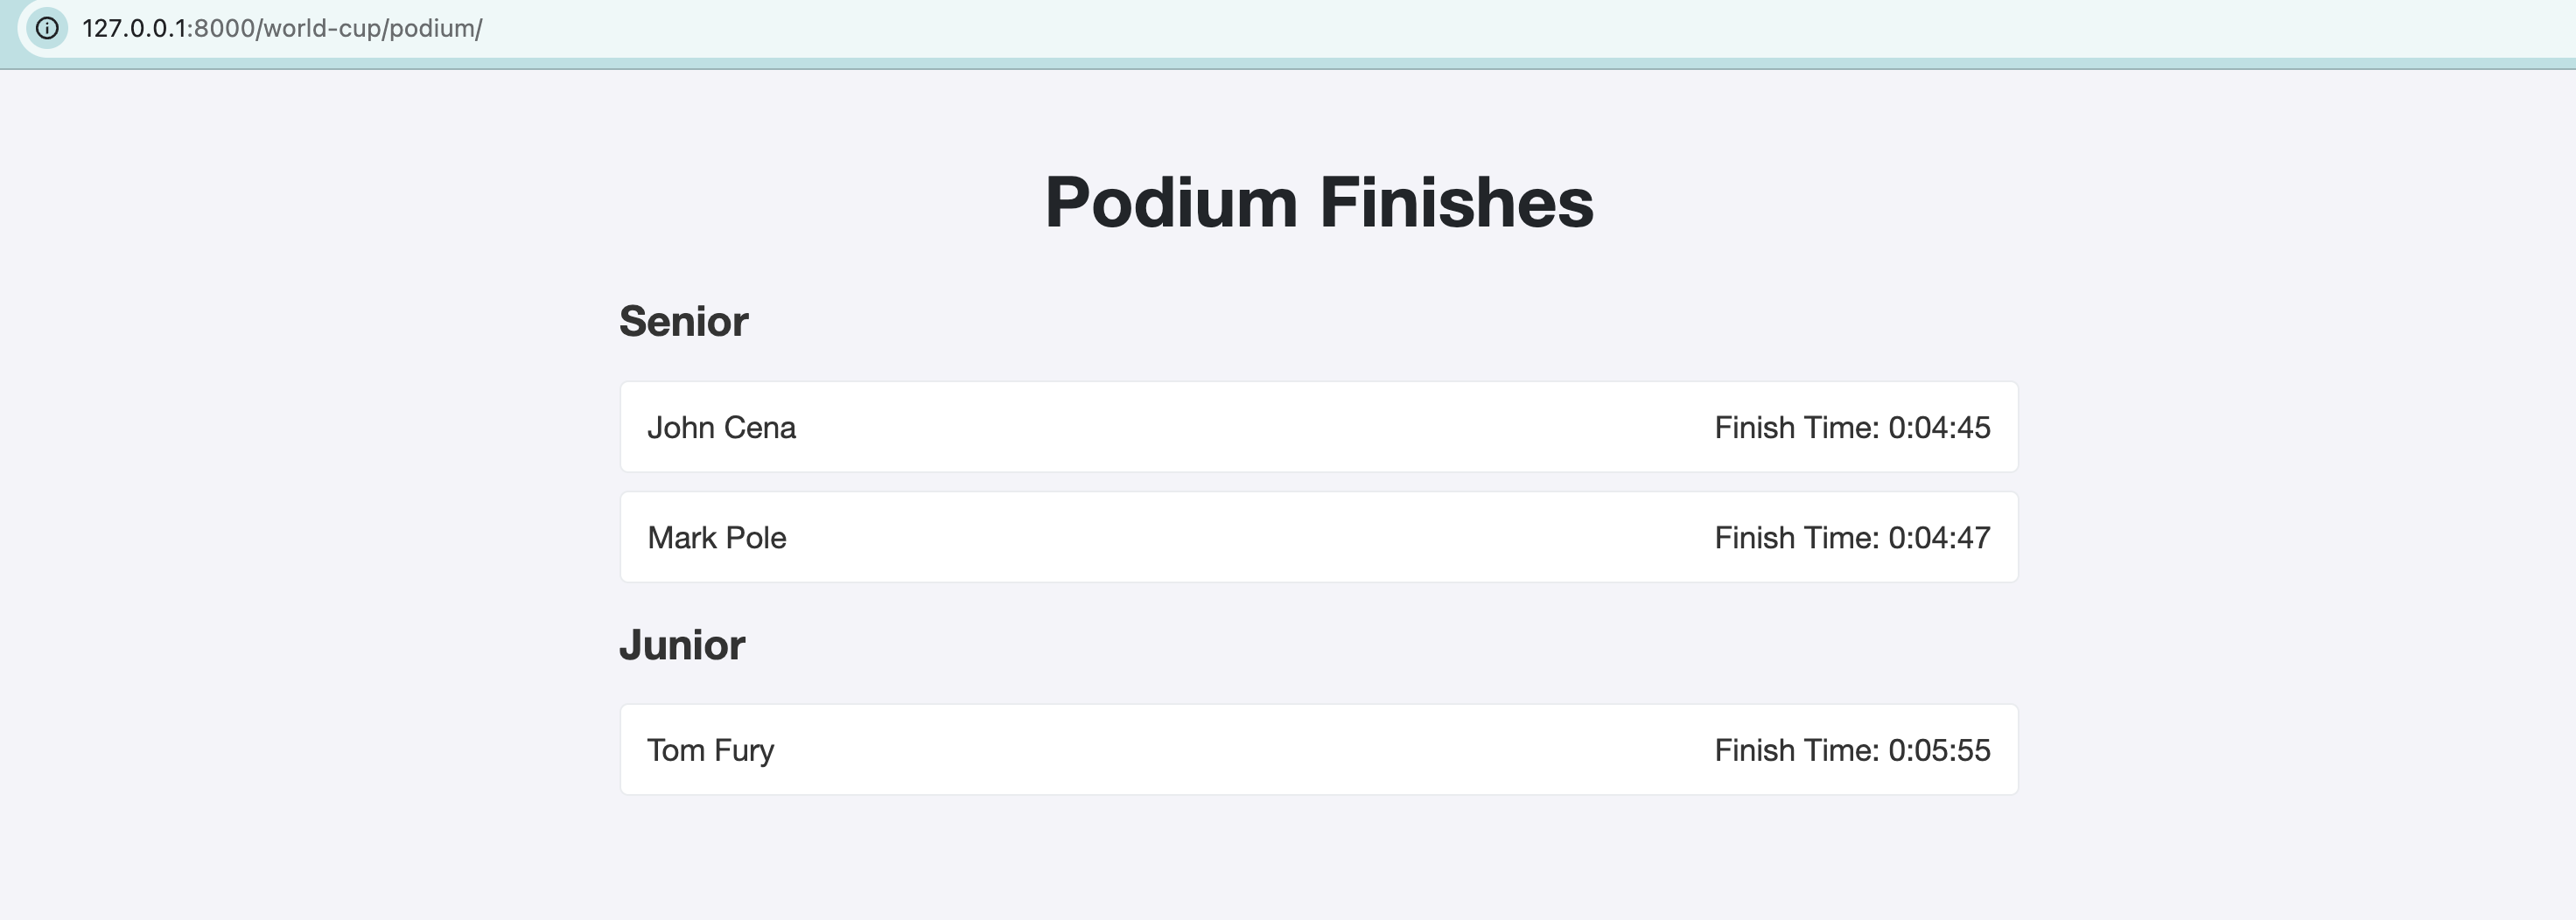 127.0.0.1:8000/world-cup/podium/
Podium Finishes
Senior
John Cena Finish Time: 0:04:45
Mark Pole Finish Time: 0:04:47
Junior
Tom Fury Finish Time: 0:05:55